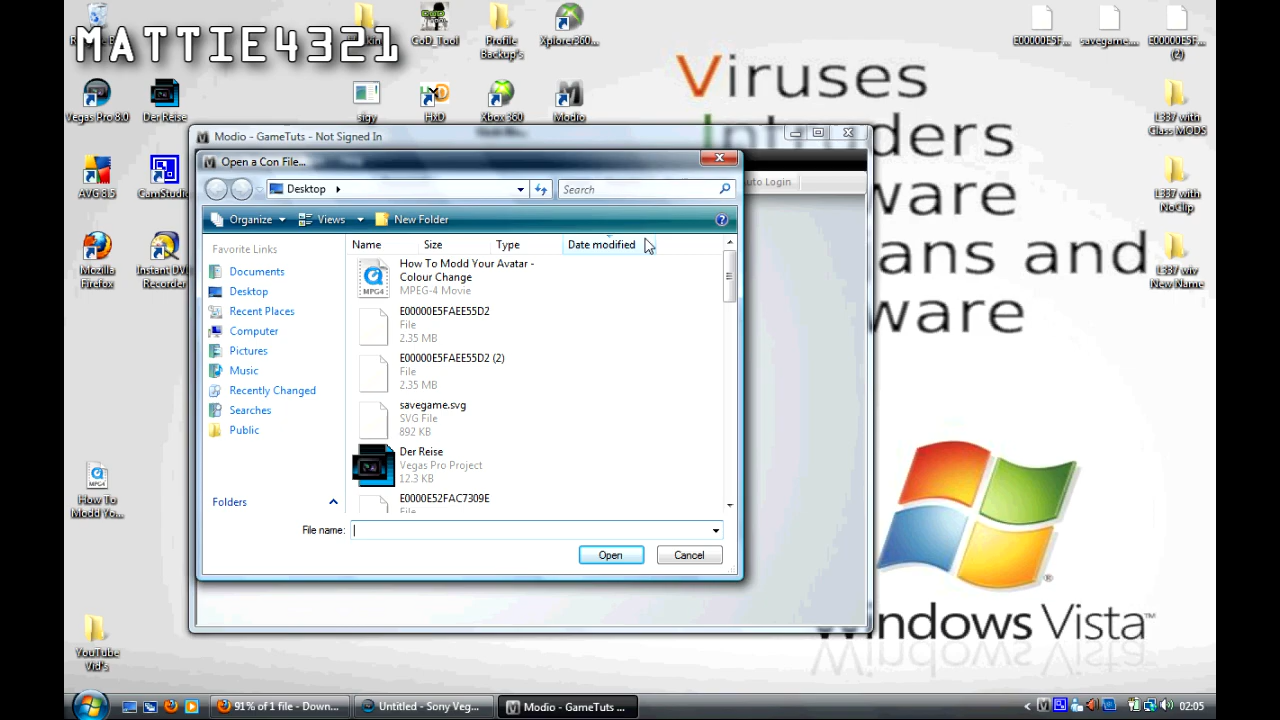 MATTIE4321
CoD_Tool
Profile
Backup's
Xplorer360...
E00000E5F...
savegame....
E00000E5F...
(2)
Vegas Pro 8.0
Der Reise
sigy
HxD
Xbox 360
Modio
L337 with
Class MODS
Viruses
ware
ans and
ware
AVG 8.5
CamStudio
L337 with
NoClip
Mozilla
Firefox
Instant DV
Recorder
L337 wiv
New Name
How To
Modd Yo...
YouTube
Vid's
Windows Vista™
Modio - GameTuts - Not Signed In
Auto Login
Open a Con File...
Desktop
Search
Organize
Views
New Folder
Favorite Links
Documents
Desktop
Recent Places
Computer
Pictures
Music
Recently Changed
Searches
Public
Folders
Name Size Type Date modified
How To Modd Your Avatar -
Colour Change
MPEG-4 Movie
MPG4
E00000E5FAEE55D2
File
2.35 MB
E00000E5FAEE55D2 (2)
File
2.35 MB
savegame.svg
SVG File
892 KB
Der Reise
Vegas Pro Project
12.3 KB
E0000E52FAC7309E
File
File name:
Open
Cancel
91% of 1 file - Down...
Untitled - Sony Veg...
Modio - GameTuts ...
02:05